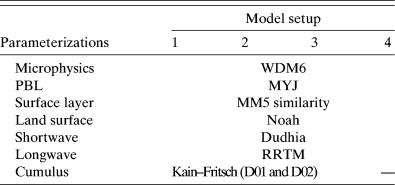 Model setup
Parameterizations 1 2 3 4
Microphysics WDM6
PBL MYJ
Surface layer MM5 similarity
Land surface Noah
Shortwave Dudhia
Longwave RRTM
Cumulus Kain–Fritsch (D01 and D02) —